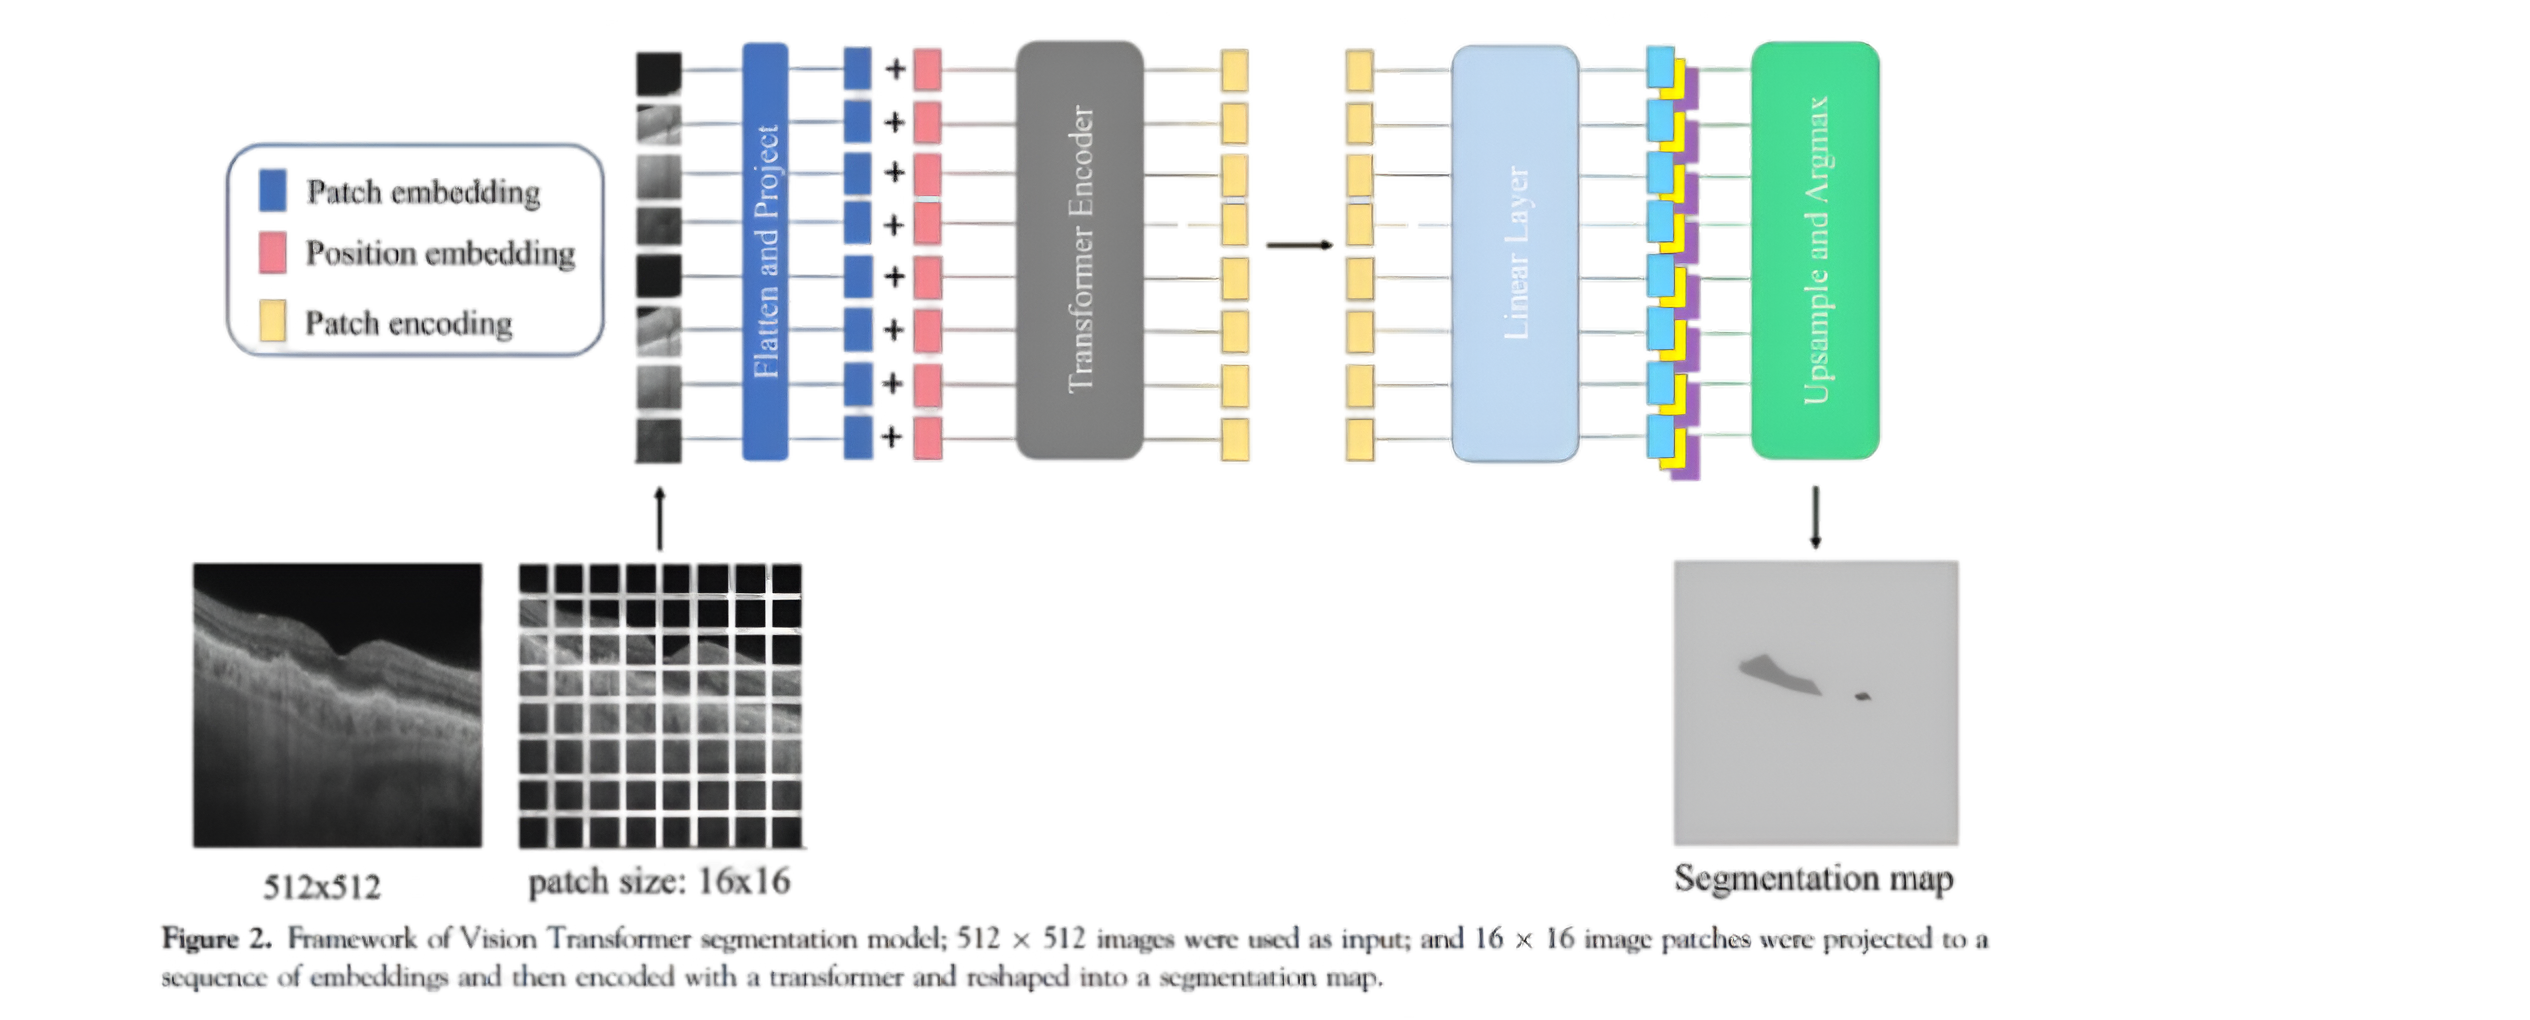 Patch embedding
Position embedding
Patch encoding
Flatten and Project
+
+
+
+
+
+
+
+
Transformer Encoder
Linear Layer
Upsample and Argmax
512x512
patch size: 16x16
Segmentation map
Figure 2. Framework of Vision Transformer segmentation model; 512 × 512 images were used as input; and 16 × 16 image patches were projected to a
sequence of embeddings and then encoded with a transformer and reshaped into a segmentation map.